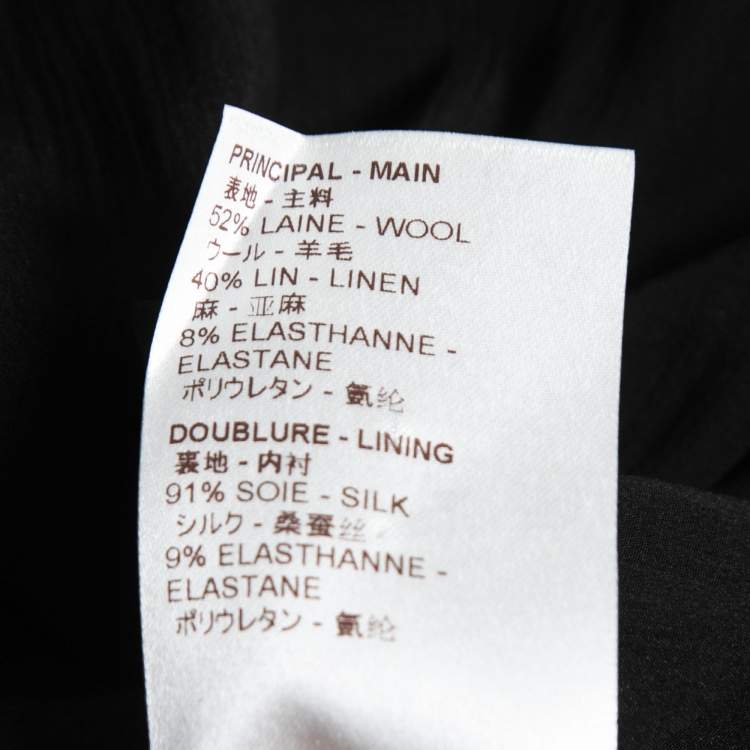 PRINCIPAL - MAIN
表地 - 主料
52% LAINE - WOOL
ウール - 羊毛
40% LIN - LINEN
麻 - 亚麻
8% ELASTHANNE -
ELASTANE
ポリウレタン - 氨纶
DOUBLURE - LINING
裏地 - 内衬
91% SOIE - SILK
シルク - 桑蚕丝
9% ELASTHANNE -
ELASTANE
ポリウレタン - 氨纶